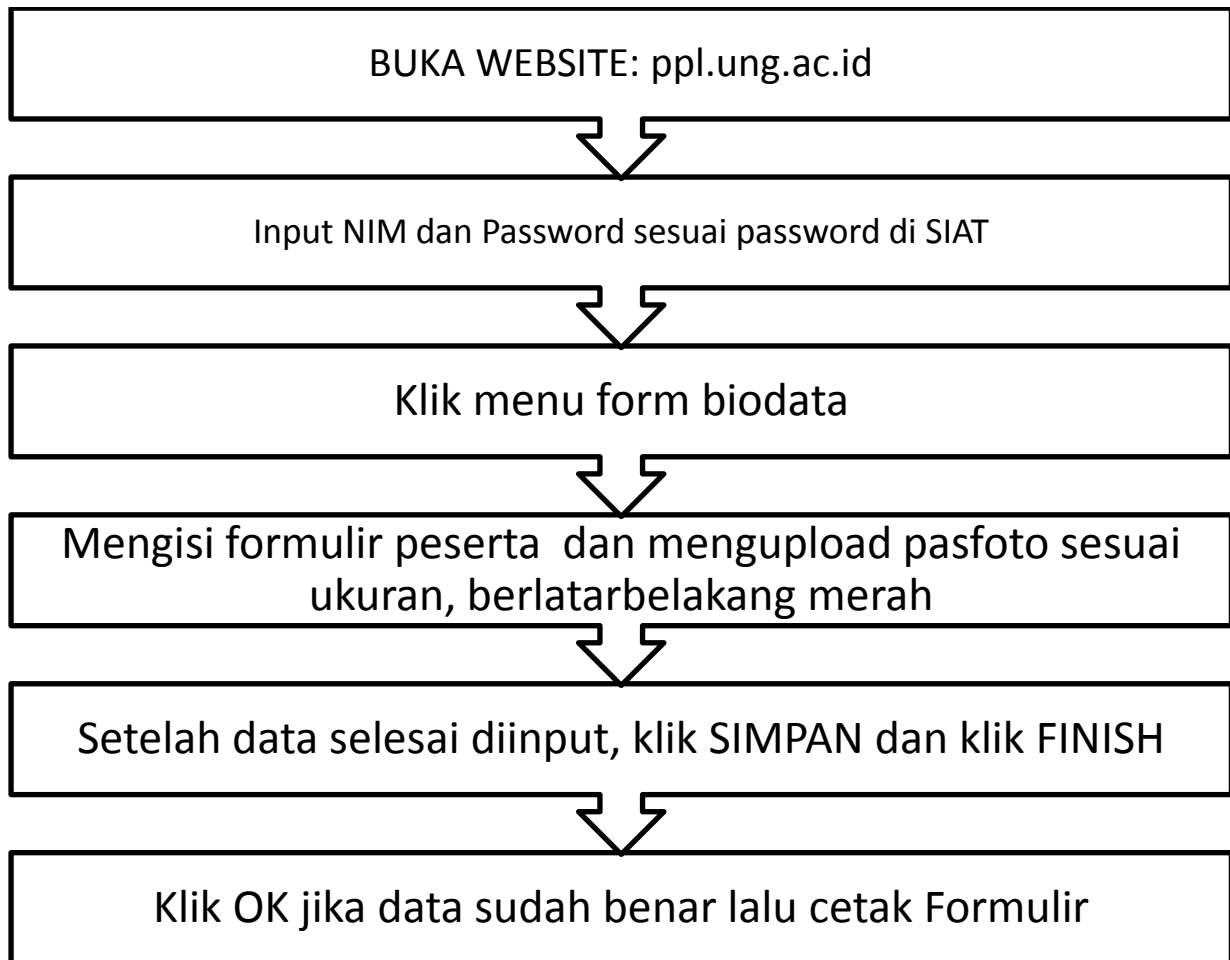 BUKA WEBSITE: ppl.ung.ac.id
Input NIM dan Password sesuai password di SIAT
Klik menu form biodata
Mengisi formulir peserta  dan mengupload pasfoto sesuai
ukuran, berlatarbelakang merah
Setelah data selesai diinput, klik SIMPAN dan klik FINISH
Klik OK jika data sudah benar lalu cetak Formulir